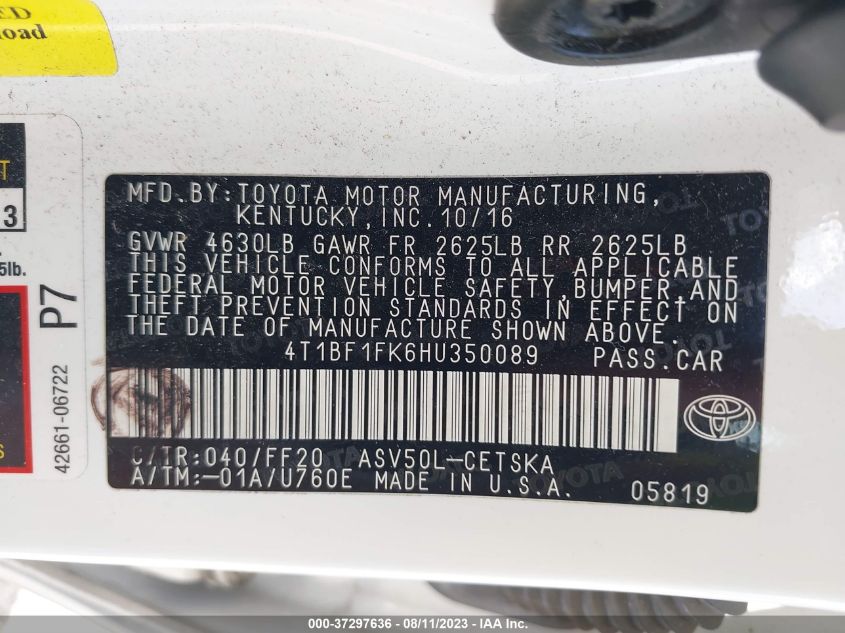 ED
oad
T
3
5lb.
P7
42661-06722
S
MFD.BY:TOYOTA MOTOR MANUFACTURING,
KENTUCKY,INC.10/16
GVWR 4630LB GAWR FR 2625LB RR 2625LB
THIS VEHICLE CONFORMS TO ALL APPLICABLE
FEDERAL MOTOR VEHICLE SAFETY,BUMPER,AND
THEFT PREVENTION STANDARDS IN EFFECT ON
THE DATE OF MANUFACTURE SHOWN ABOVE.
4T1BF1FK6HU350089 PASS.CAR
C/TR:040/FF20 ASV50L-CETSKA
A/TM:-01A/U760E MADE IN U.S.A. 05819
000-37297636 - 08/11/2023 - Copyright © IAA, Inc.